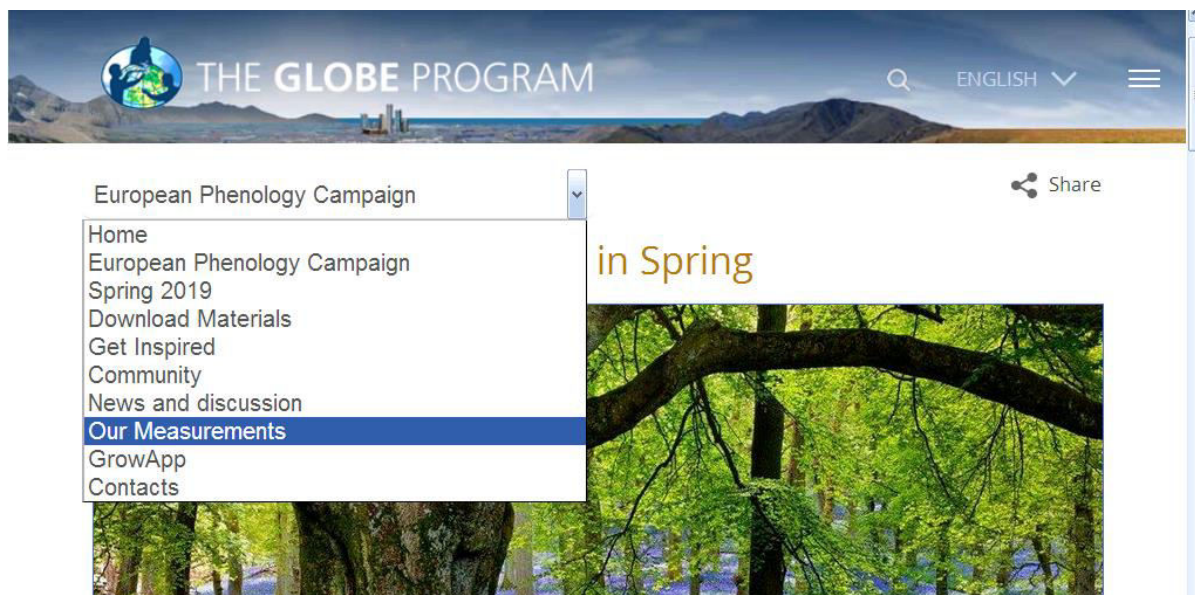 THE GLOBE PROGRAM
ENGLISH
Share
European Phenology Campaign
Home
European Phenology Campaign
Spring 2019
Download Materials
Get Inspired
Community
News and discussion
Our Measurements
GrowApp
Contacts
in Spring